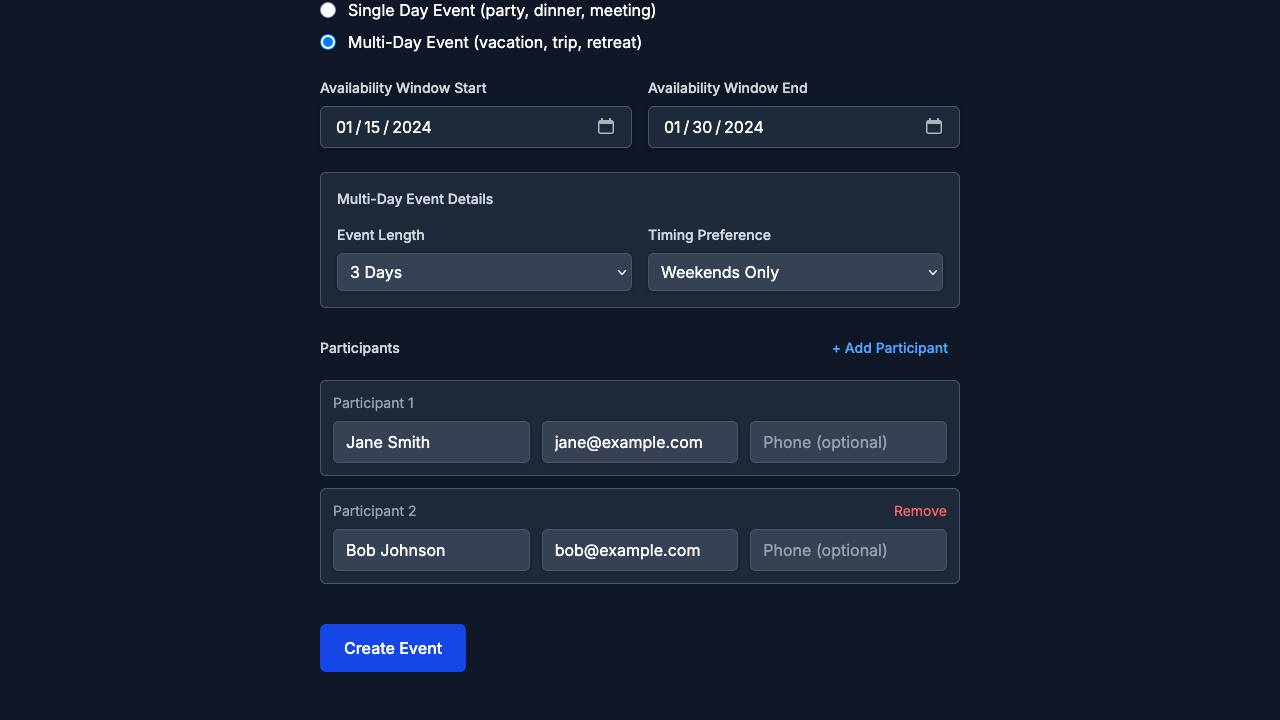 Single Day Event (party, dinner, meeting)
Multi-Day Event (vacation, trip, retreat)
Availability Window Start
Availability Window End
01/15/2024
01/30/2024
Multi-Day Event Details
Event Length
Timing Preference
3 Days
Weekends Only
Participants
+ Add Participant
Participant 1
Jane Smith
jane@example.com
Phone (optional)
Participant 2
Remove
Bob Johnson
bob@example.com
Phone (optional)
Create Event